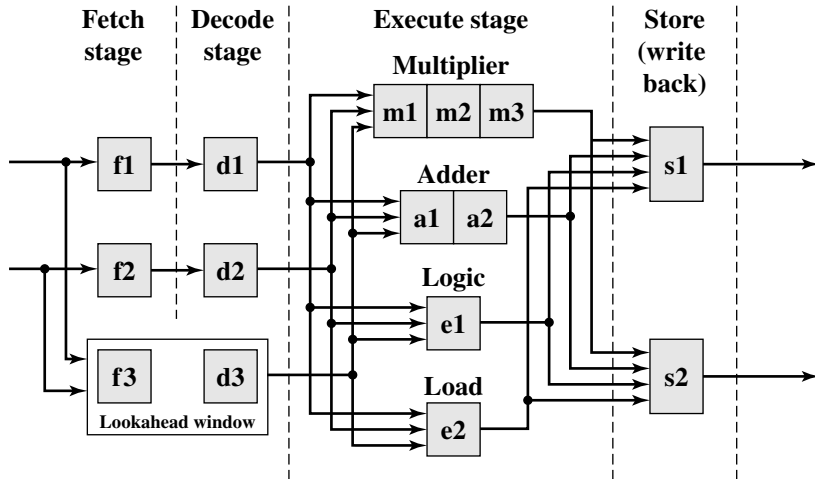 Fetch
stage
Decode
stage
Execute stage
Store
(write
back)
Multiplier
m1 m2 m3
f1
d1
s1
Adder
a1 a2
f2
d2
Logic
e1
f3
d3
Lookahead window
s2
Load
e2